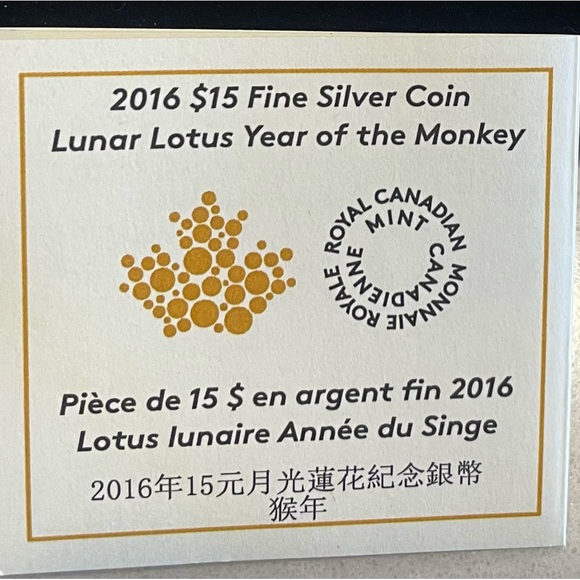 2016 $15 Fine Silver Coin
Lunar Lotus Year of the Monkey
ROYAL CANADIAN
MINT
MONNAIE ROYALE
CANADIENNE
Pièce de 15 $ en argent fin 2016
Lotus lunaire Année du Singe
2016年15元月光蓮花紀念銀幣
猴年